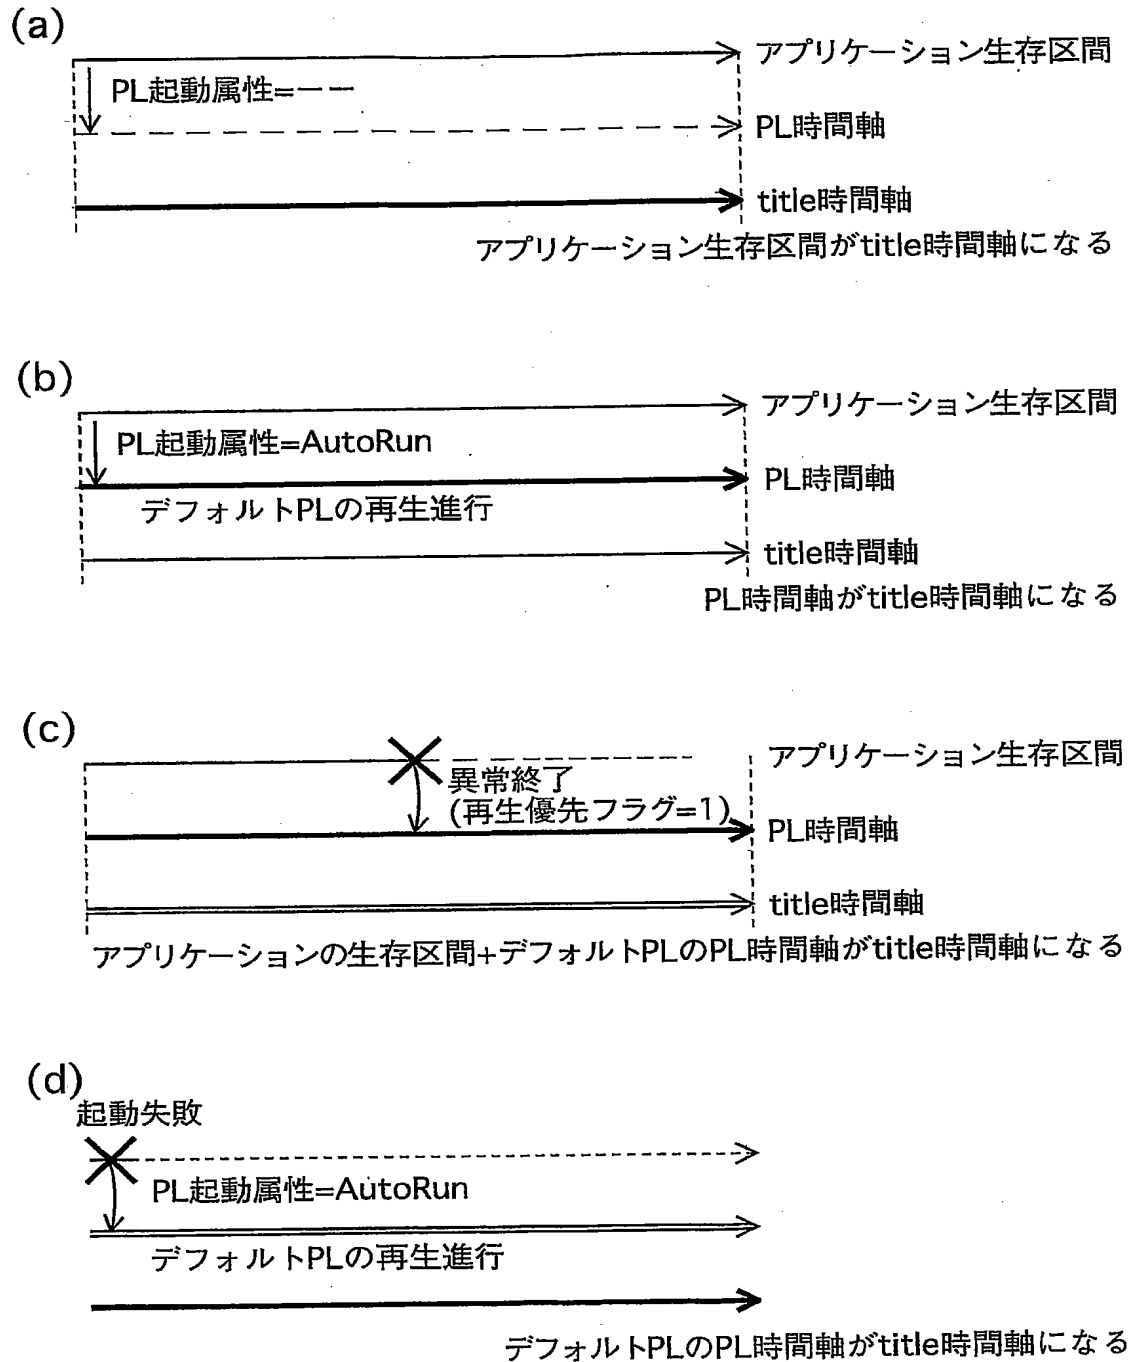 (a)
アプリケーション生存区間
PL起動属性=ーー
PL時間軸
title時間軸
アプリケーション生存区間がtitle時間軸になる
(b)
アプリケーション生存区間
PL起動属性=AutoRun
PL時間軸
デフォルトPLの再生進行
title時間軸
PL時間軸がtitle時間軸になる
(c)
アプリケーション生存区間
異常終了
(再生優先フラグ=1)
PL時間軸
title時間軸
アプリケーションの生存区間+デフォルトPLのPL時間軸がtitle時間軸になる
(d)
起動失敗
PL起動属性=AutoRun
デフォルトPLの再生進行
デフォルトPLのPL時間軸がtitle時間軸になる